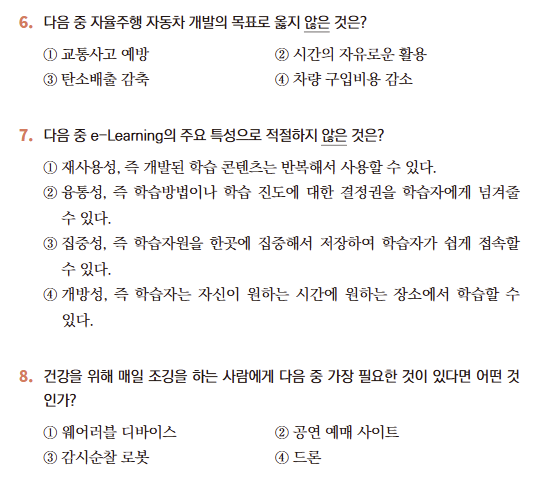 6. 다음 중 자율주행 자동차 개발의 목표로 옳지 않은 것은?
① 교통사고 예방 ② 시간의 자유로운 활용
③ 탄소배출 감축 ④ 차량 구입비용 감소
7. 다음 중 e-Learning의 주요 특성으로 적절하지 않은 것은?
① 재사용성, 즉 개발된 학습 콘텐츠는 반복해서 사용할 수 있다.
② 융통성, 즉 학습방법이나 학습 진도에 대한 결정권을 학습자에게 넘겨줄
수 있다.
③ 집중성, 즉 학습자원을 한곳에 집중해서 저장하여 학습자가 쉽게 접속할
수 있다.
④ 개방성, 즉 학습자는 자신이 원하는 시간에 원하는 장소에서 학습할 수
있다.
8. 건강을 위해 매일 조깅을 하는 사람에게 다음 중 가장 필요한 것이 있다면 어떤 것
인가?
① 웨어러블 디바이스 ② 공연 예매 사이트
③ 감시순찰 로봇 ④ 드론